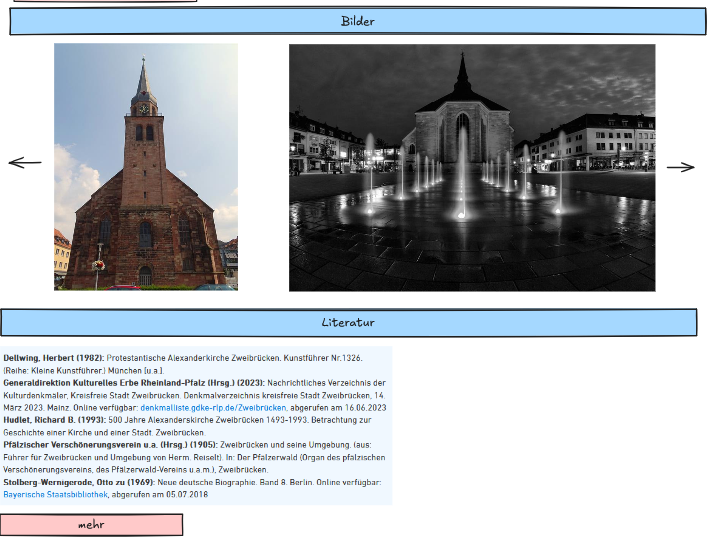 Bilder
Literatur
Dellwing, Herbert (1982): Protestantische Alexanderkirche Zweibrücken. Kunstführer Nr.1326.
(Reihe: Kleine Kunstführer.) München [u.a.].
Generaldirektion Kulturelles Erbe Rheinland-Pfalz (Hrsg.) (2023): Nachrichtliches Verzeichnis der
Kulturdenkmäler, Kreisfreie Stadt Zweibrücken. Denkmalverzeichnis kreisfreie Stadt Zweibrücken, 14.
März 2023. Mainz. Online verfügbar: denkmalliste.gdke-rlp.de/Zweibrücken, abgerufen am 16.06.2023
Hudlet, Richard B. (1993): 500 Jahre Alexanderskirche Zweibrücken 1493-1993. Betrachtung zur
Geschichte einer Kirche und einer Stadt. Zweibrücken.
Pfälzischer Verschönerungsverein u.a. (Hrsg.) (1905): Zweibrücken und seine Umgebung. (aus:
Führer für Zweibrücken und Umgebung von Herm. Reiselt). In: Der Pfälzerwald (Organ des pfälzischen
Verschönerungsvereins, des Pfälzerwald-Vereins u.a.m.), Zweibrücken.
Stolberg-Wernigerode, Otto zu (1969): Neue deutsche Biographie. Band 8. Berlin. Online verfügbar:
Bayerische Staatsbibliothek, abgerufen am 05.07.2018
mehr